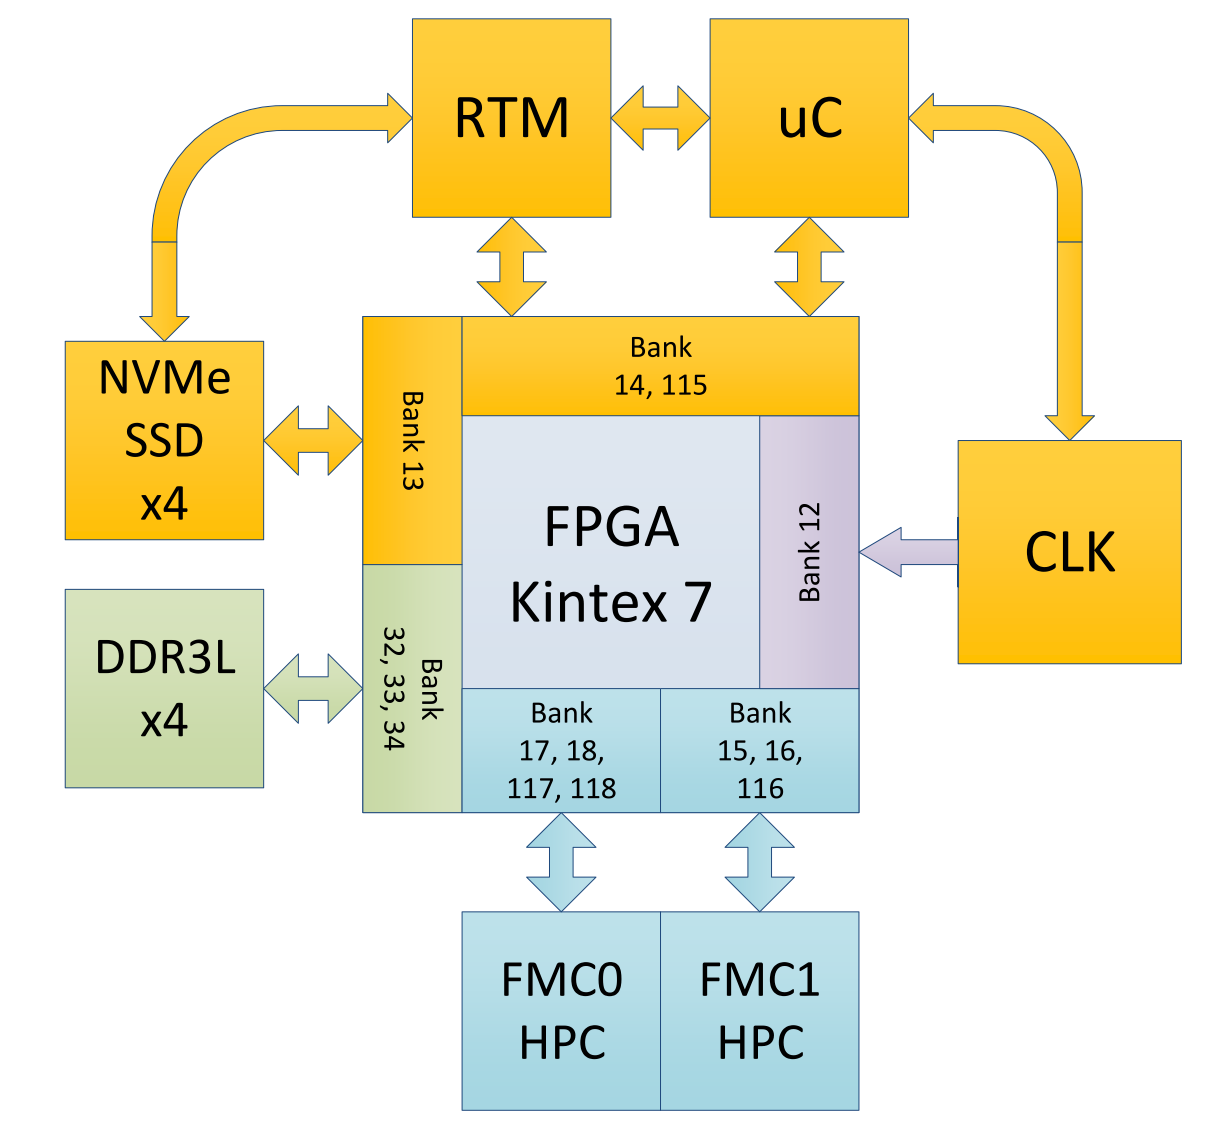 RTM
uC
NVMe
SSD
x4
Bank
14, 115
Bank 13
FPGA
Kintex 7
Bank 12
CLK
DDR3L
x4
Bank
32, 33, 34
Bank
17, 18,
117, 118
Bank
15, 16,
116
FMC0
HPC
FMC1
HPC